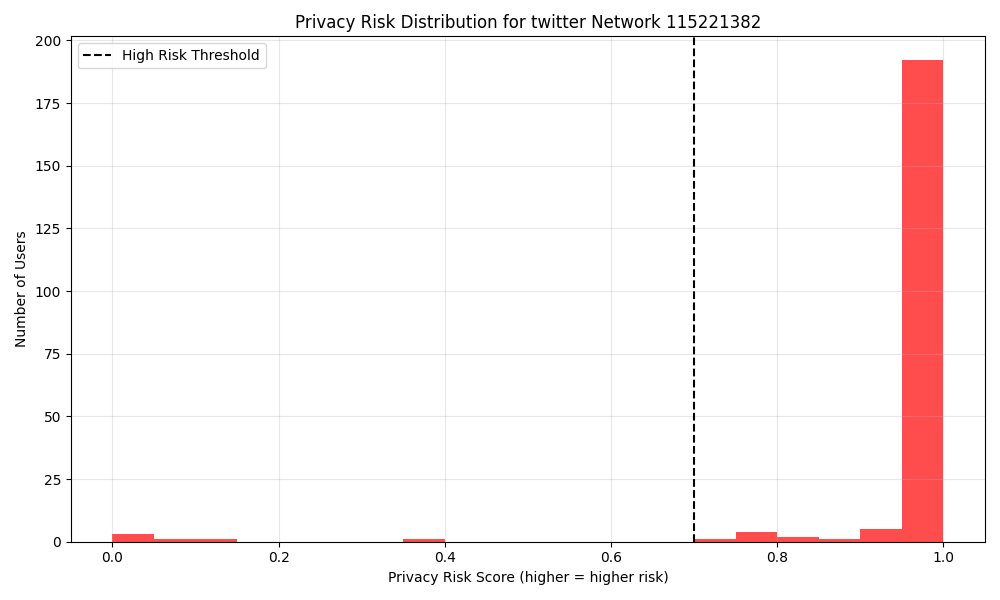 Privacy Risk Distribution for twitter Network 115221382
High Risk Threshold
Number of Users
200
175
150
125
100
75
50
25
0
0.0 0.2 0.4 0.6 0.8 1.0
Privacy Risk Score (higher = higher risk)